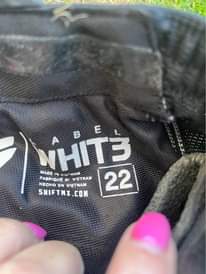 LABEL
WHIT3
MADE IN VIETNAM
FABRIQUÉ AU VIETNAM
HECHO EN VIETNAM
SHIFTMX.COM
22